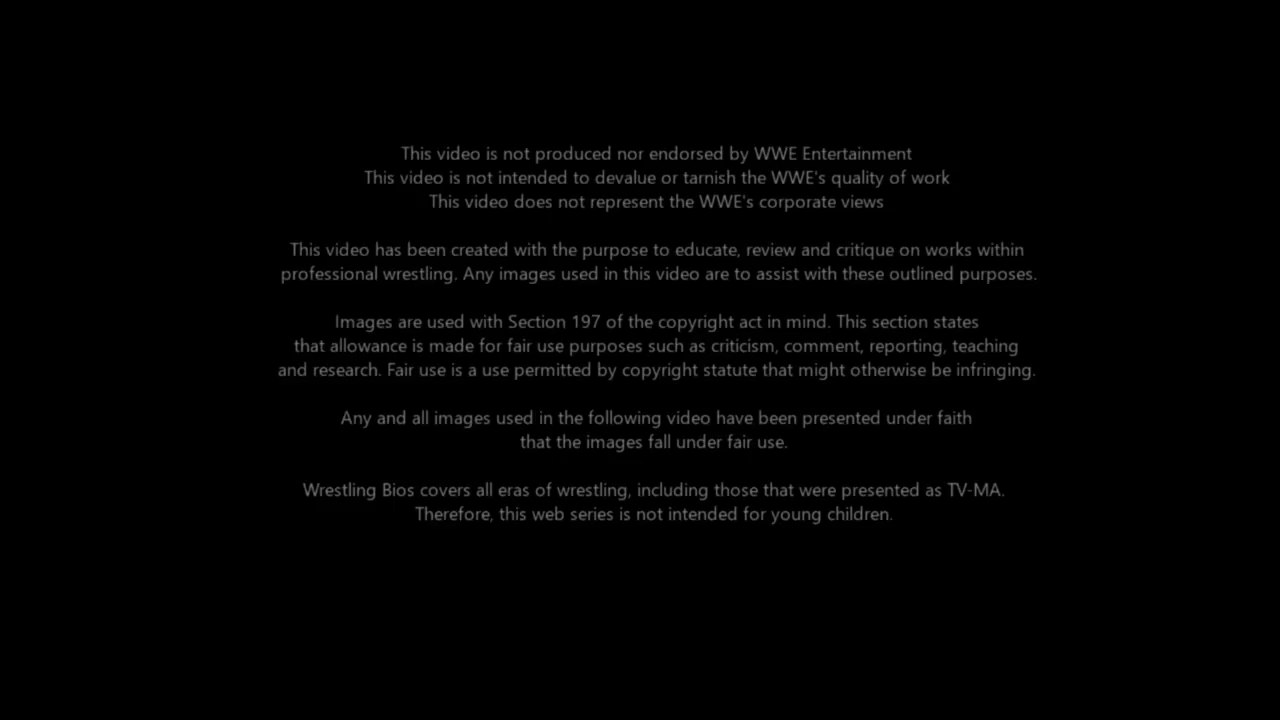 This video is not produced nor endorsed by WWE Entertainment
This video is not intended to devalue or tarnish the WWE's quality of work
This video does not represent the WWE's corporate views
This video has been created with the purpose to educate, review and critique on works within
professional wrestling. Any images used in this video are to assist with these outlined purposes.
Images are used with Section 197 of the copyright act in mind. This section states
that allowance is made for fair use purposes such as criticism, comment, reporting, teaching
and research. Fair use is a use permitted by copyright statute that might otherwise be infringing.
Any and all images used in the following video have been presented under faith
that the images fall under fair use.
Wrestling Bios covers all eras of wrestling, including those that were presented as TV-MA.
Therefore, this web series is not intended for young children.